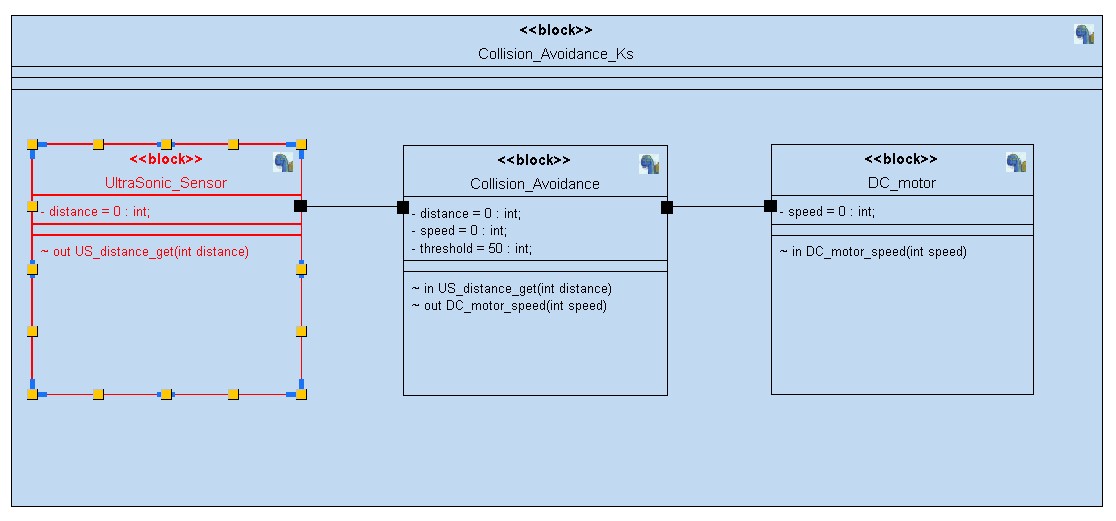 <<block>>
Collision_Avoidance_Ks
<<block>>
UltraSonic_Sensor
- distance = 0 : int;
~ out US_distance_get(int distance)
<<block>>
Collision_Avoidance
- distance = 0 : int;
- speed = 0 : int;
- threshold = 50 : int;
~ in US_distance_get(int distance)
~ out DC_motor_speed(int speed)
<<block>>
DC_motor
- speed = 0 : int;
~ in DC_motor_speed(int speed)